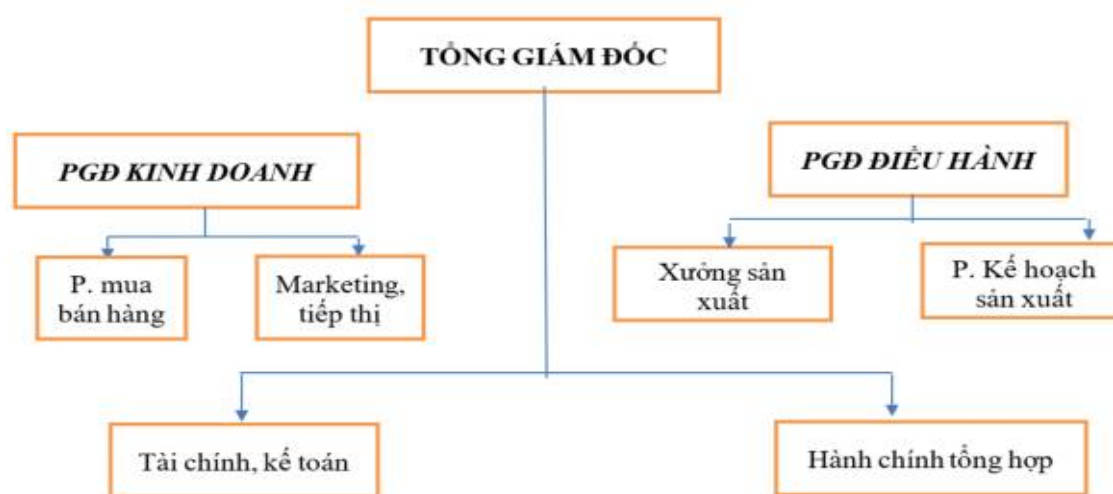 TỔNG GIÁM ĐỐC
PGĐ KINH DOANH
PGĐ ĐIỀU HÀNH
P. mua
bán hàng
Marketing,
tiếp thị
Xưởng sản
xuất
P. Kế hoạch
sản xuất
Tài chính, kế toán
Hành chính tổng hợp